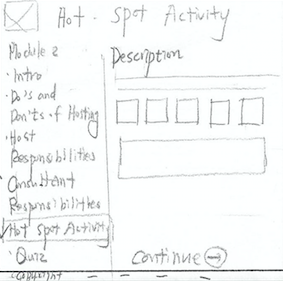 Hot-Spot Activity
Module 2
Description
· Intro
· Do's and
Don'ts of Hosting
· Host
Responsibilities
· Consultant
Responsibilities
Hot Spot Activity
· Quiz
Continue
· Copyright